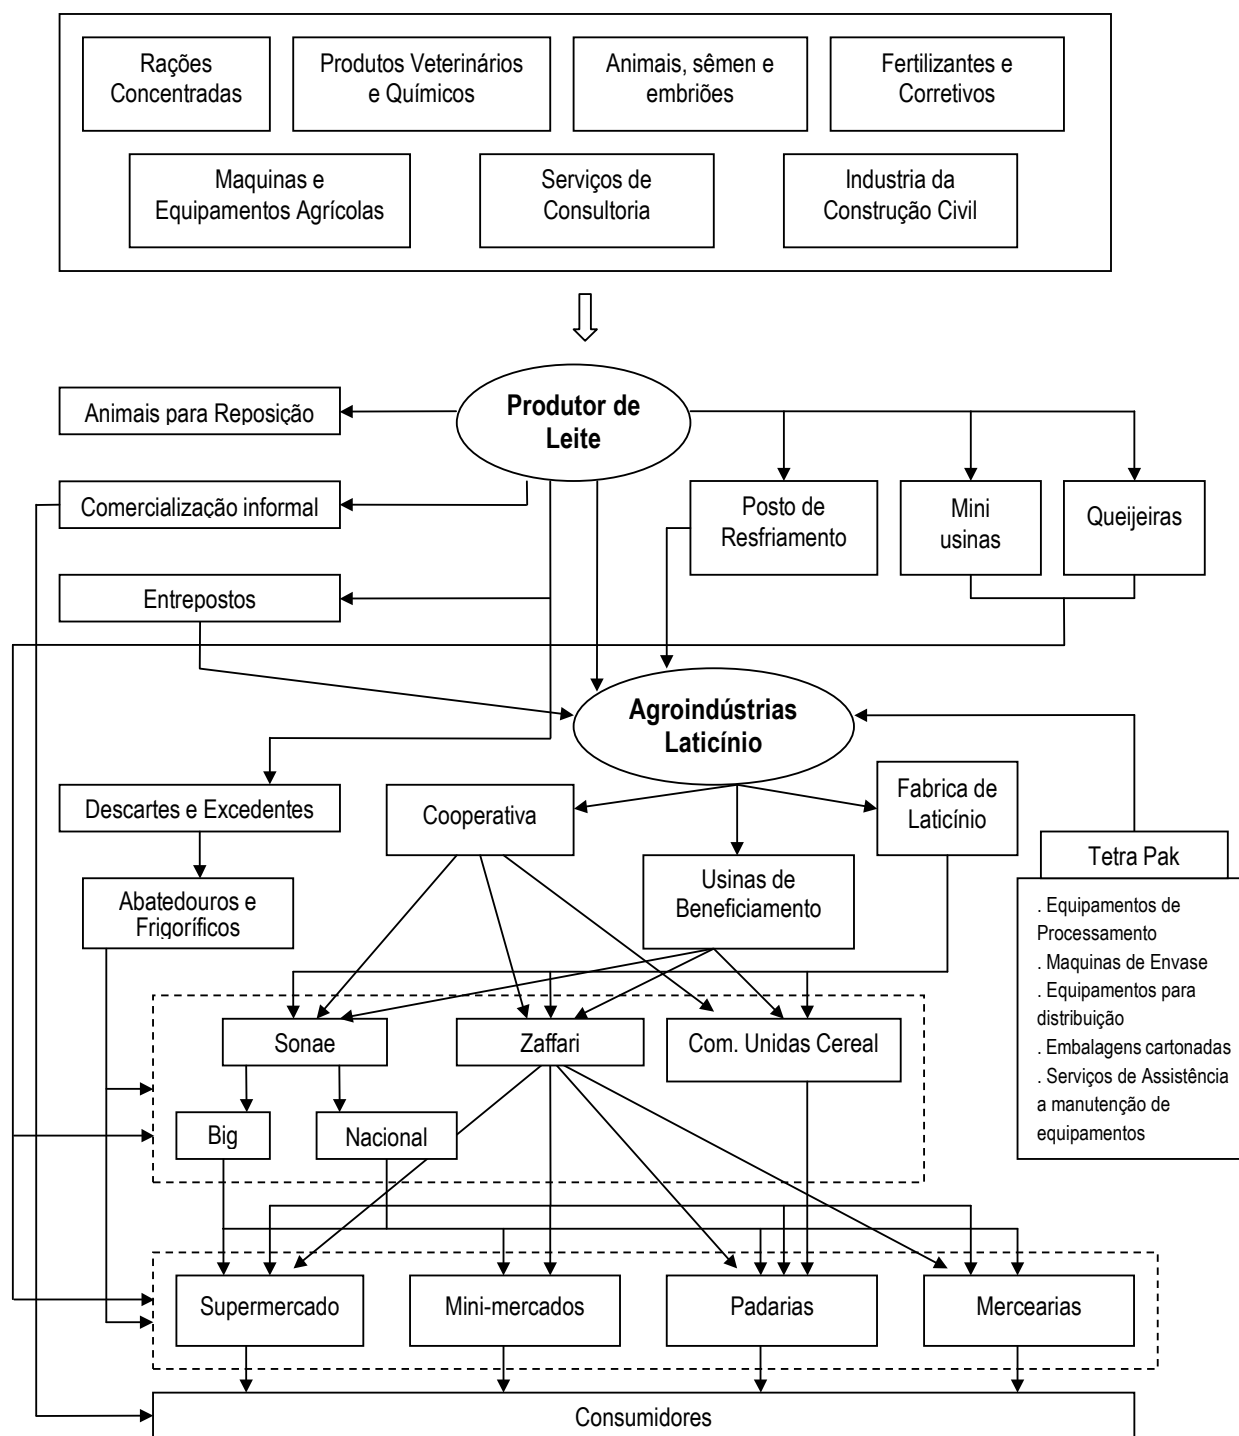 Rações
Concentradas
Produtos Veterinários
e Químicos
Animais, sêmen e
embriões
Fertilizantes e
Corretivos
Maquinas e
Equipamentos Agrícolas
Serviços de
Consultoria
Industria da
Construção Civil
Produtor de
Leite
Animais para Reposição
Comercialização informal
Posto de
Resfriamento
Mini
usinas
Queijeiras
Entrepostos
Agroindústrias
Laticínio
Descartes e Excedentes
Cooperativa
Fabrica de
Laticínio
Tetra Pak
Usinas de
Beneficiamento
Abatedouros e
Frigoríficos
. Equipamentos de
Processamento
. Maquinas de Envase
. Equipamentos para
distribuição
. Embalagens cartonadas
. Serviços de Assistência
a manutenção de
equipamentos
Sonae
Zaffari
Com. Unidas Cereal
Big
Nacional
Supermercado
Mini-mercados
Padarias
Mercearias
Consumidores